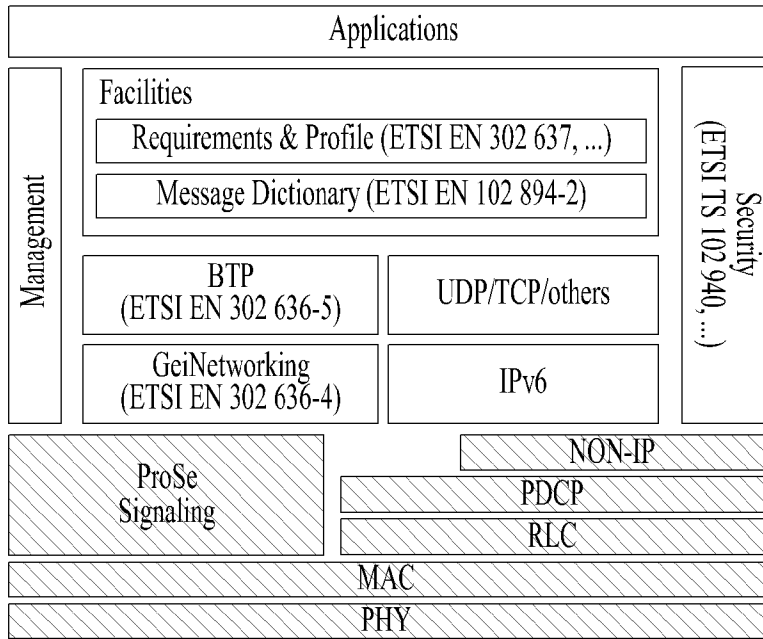 Applications
Management
Facilities
Requirements & Profile (ETSI EN 302 637, ...)
Message Dictionary (ETSI EN 102 894-2)
BTP
(ETSI EN 302 636-5)
UDP/TCP/others
GeiNetworking
(ETSI EN 302 636-4)
IPv6
Security
(ETSI TS 102 940, ...)
ProSe
Signaling
NON-IP
PDCP
RLC
MAC
PHY